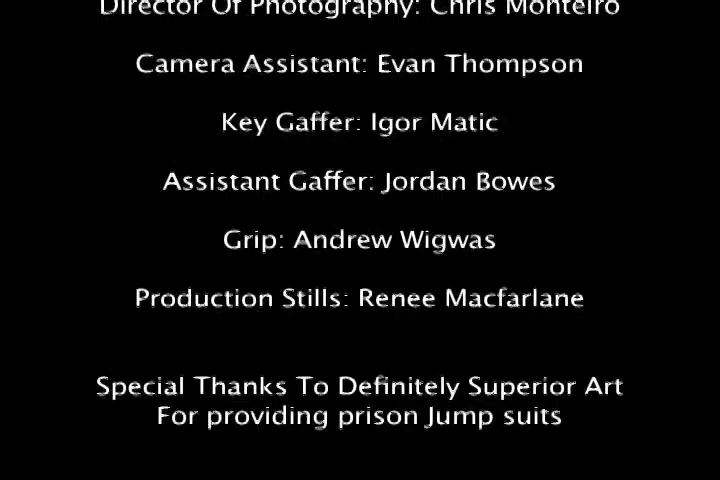 Director Of Photography: Chris Monteiro
Camera Assistant: Evan Thompson
Key Gaffer: Igor Matic
Assistant Gaffer: Jordan Bowes
Grip: Andrew Wigwas
Production Stills: Renee Macfarlane
Special Thanks To Definitely Superior Art
For providing prison Jump suits